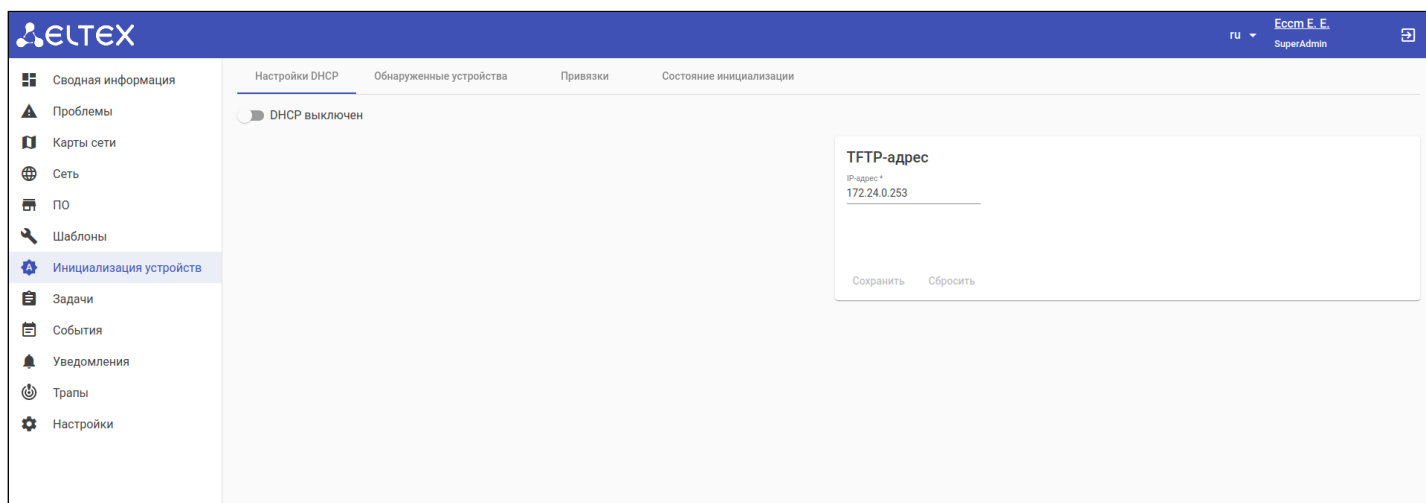 ELTEX
ru
Eccm E. E.
SuperAdmin
Сводная информация
Проблемы
Карты сети
Сеть
ПО
Шаблоны
Инициализация устройств
Задачи
События
Уведомления
Трапы
Настройки
Настройки DHCP
Обнаруженные устройства
Привязки
Состояние инициализации
DHCP выключен
TFTP-адрес
IP-адрес *
172.24.0.253
Сохранить
Сбросить